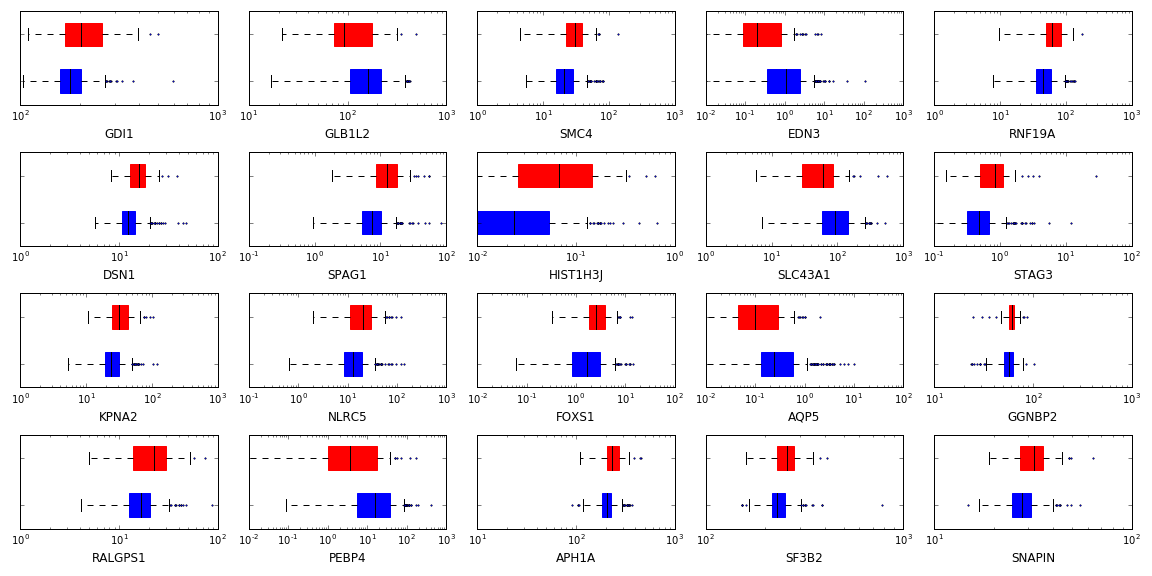 10² 10³ 10¹ 10² 10³ 10⁰ 10¹ 10² 10³ 10⁻² 10⁻¹ 10⁰ 10¹ 10² 10³ 10⁰ 10¹ 10² 10³
GDI1 GLB1L2 SMC4 EDN3 RNF19A
10⁰ 10¹ 10² 10⁻¹ 10⁰ 10¹ 10² 10⁻² 10⁻¹ 10⁰ 10⁰ 10¹ 10² 10³ 10⁻¹ 10⁰ 10¹ 10²
DSN1 SPAG1 HIST1H3J SLC43A1 STAG3
10⁰ 10¹ 10² 10³ 10⁻¹ 10⁰ 10¹ 10² 10³ 10⁻² 10⁻¹ 10⁰ 10¹ 10² 10⁻² 10⁻¹ 10⁰ 10¹ 10² 10¹ 10² 10³
KPNA2 NLRC5 FOXS1 AQP5 GGNBP2
10⁰ 10¹ 10² 10⁻² 10⁻¹ 10⁰ 10¹ 10² 10³ 10¹ 10² 10³ 10² 10³ 10¹ 10²
RALGPS1 PEBP4 APH1A SF3B2 SNAPIN